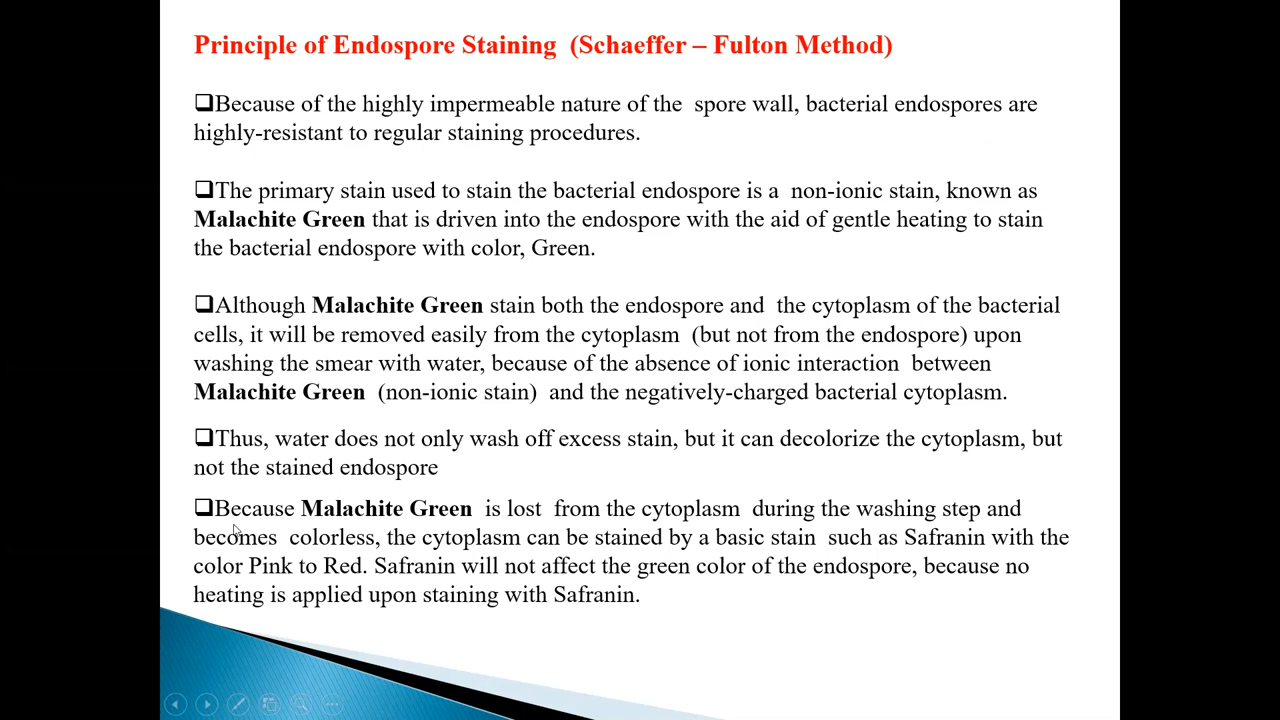 Principle of Endospore Staining (Schaeffer – Fulton Method)
❑Because of the highly impermeable nature of the spore wall, bacterial endospores are
highly-resistant to regular staining procedures.
❑The primary stain used to stain the bacterial endospore is a non-ionic stain, known as
Malachite Green that is driven into the endospore with the aid of gentle heating to stain
the bacterial endospore with color, Green.
❑Although Malachite Green stain both the endospore and the cytoplasm of the bacterial
cells, it will be removed easily from the cytoplasm (but not from the endospore) upon
washing the smear with water, because of the absence of ionic interaction between
Malachite Green (non-ionic stain) and the negatively-charged bacterial cytoplasm.
❑Thus, water does not only wash off excess stain, but it can decolorize the cytoplasm, but
not the stained endospore
❑Because Malachite Green is lost from the cytoplasm during the washing step and
becomes colorless, the cytoplasm can be stained by a basic stain such as Safranin with the
color Pink to Red. Safranin will not affect the green color of the endospore, because no
heating is applied upon staining with Safranin.